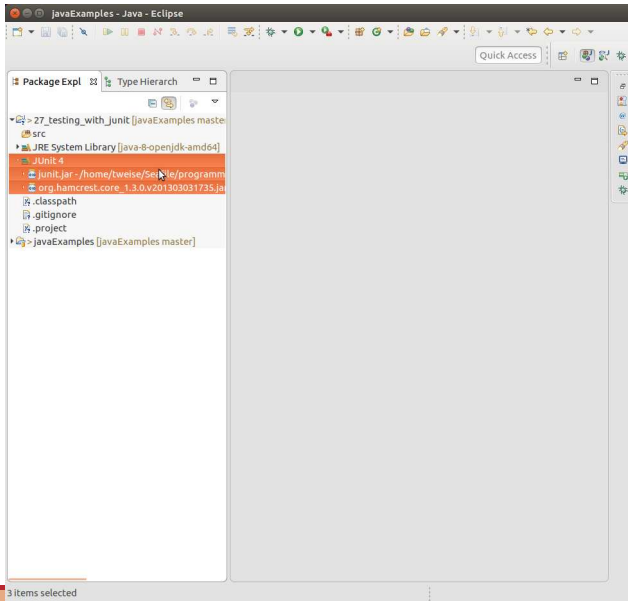 javaExamples - Java - Eclipse
Quick Access
Package Expl
Type Hierarch
> 27_testing_with_junit [javaExamples master
src
JRE System Library [java-8-openjdk-amd64]
JUnit 4
junit.jar - /home/tweise/ /programm
org.hamcrest.core_1.3.0.v201303031735.jar
.classpath
.gitignore
.project
> javaExamples [javaExamples master]
3 items selected